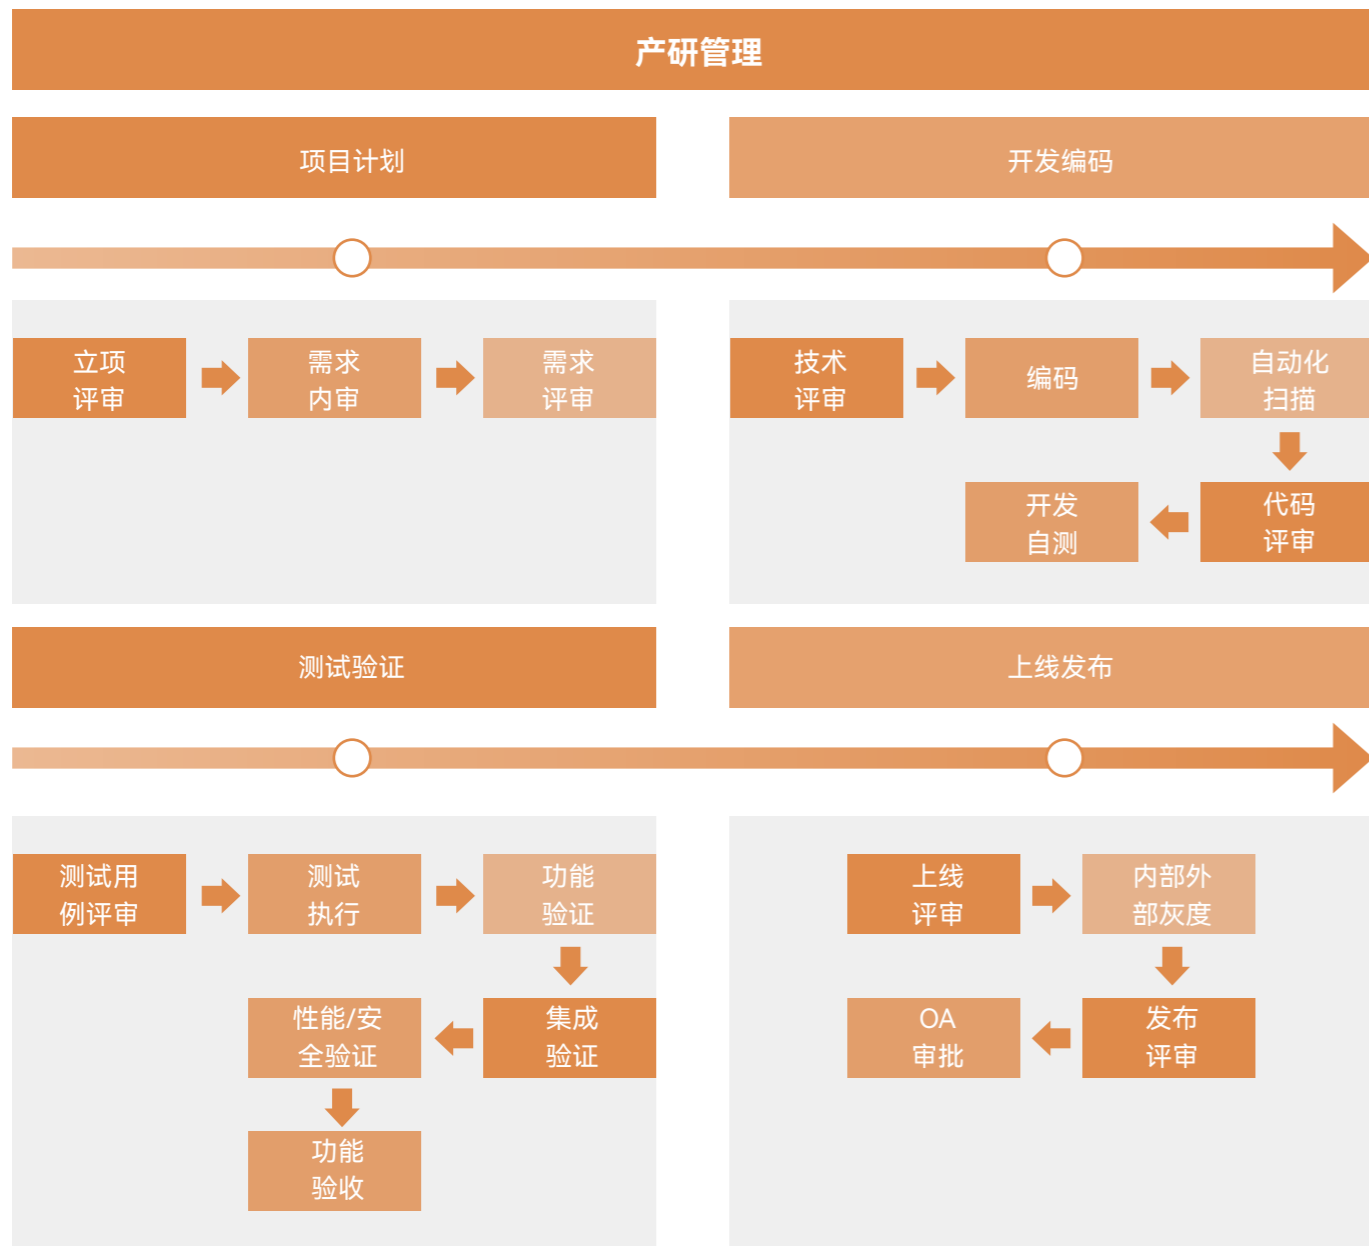 产研管理
项目计划
开发编码
立项
评审
需求
内审
需求
评审
技术
评审
编码
自动化
扫描
代码
评审
开发
自测
测试验证
上线发布
测试用
例评审
测试
执行
功能
验证
集成
验证
性能/安
全验证
功能
验收
上线
评审
内部外
部灰度
发布
评审
OA
审批